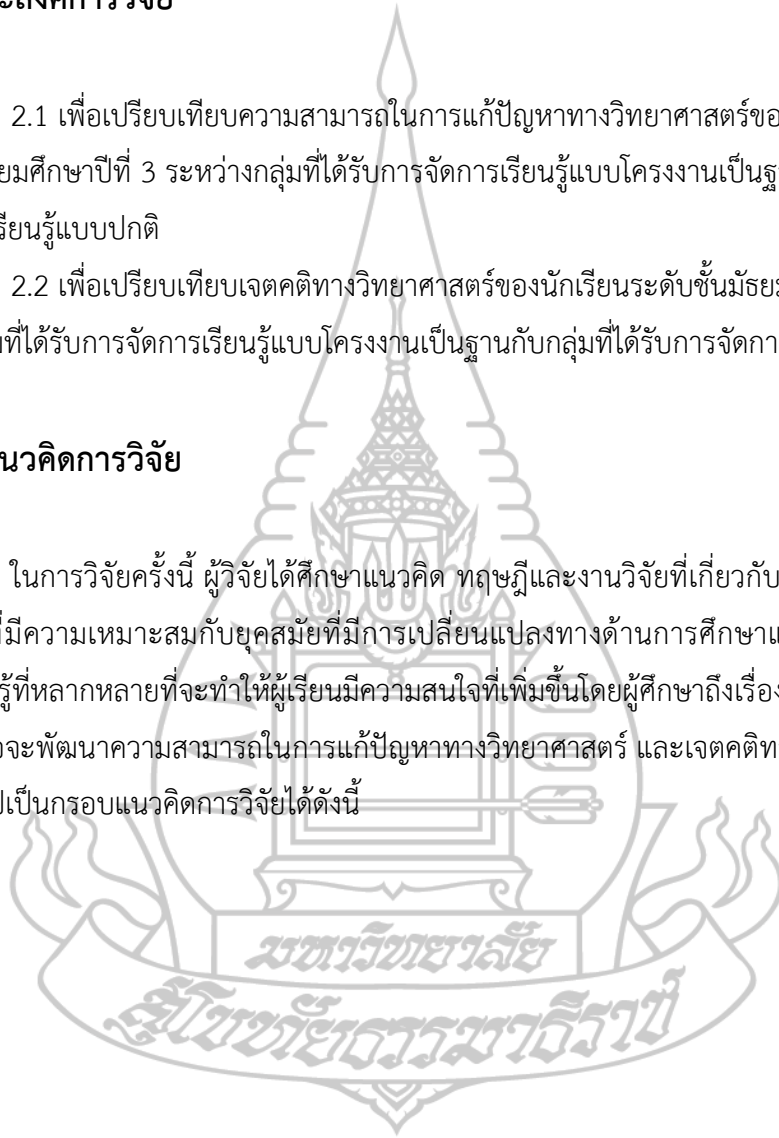 2.1 เพื่อเปรียบเทียบความสามารถในการแก้ปัญหาทางวิทยาศาสตร์ขอ
ยมศึกษาปีที่ 3 ระหว่างกลุ่มที่ได้รับการจัดการเรียนรู้แบบโครงงานเป็นฐ
รียนรู้แบบปกติ
2.2 เพื่อเปรียบเทียบเจตคติทางวิทยาศาสตร์ของนักเรียนระดับชั้นมัธย
ที่ได้รับการจัดการเรียนรู้แบบโครงงานเป็นฐานกับกลุ่มที่ได้รับการจัดกา
นวคิดการวิจัย
ในการวิจัยครั้งนี้ ผู้วิจัยได้ศึกษาแนวคิด ทฤษฎีและงานวิจัยที่เกี่ยวกับ
มีความเหมาะสมกับยุคสมัยที่มีการเปลี่ยนแปลงทางด้านการศึกษาแ
รู้ที่หลากหลายที่จะทำให้ผู้เรียนมีความสนใจที่เพิ่มขึ้นโดยผู้ศึกษาถึงเรื่อง
จะพัฒนาความสามารถในการแก้ปัญหาทางวิทยาศาสตร์ และเจตคติท
ปเป็นกรอบแนวคิดการวิจัยได้ดังนี้
มหาวิทยาลัย
สุโขทัยธรรมาธิราช